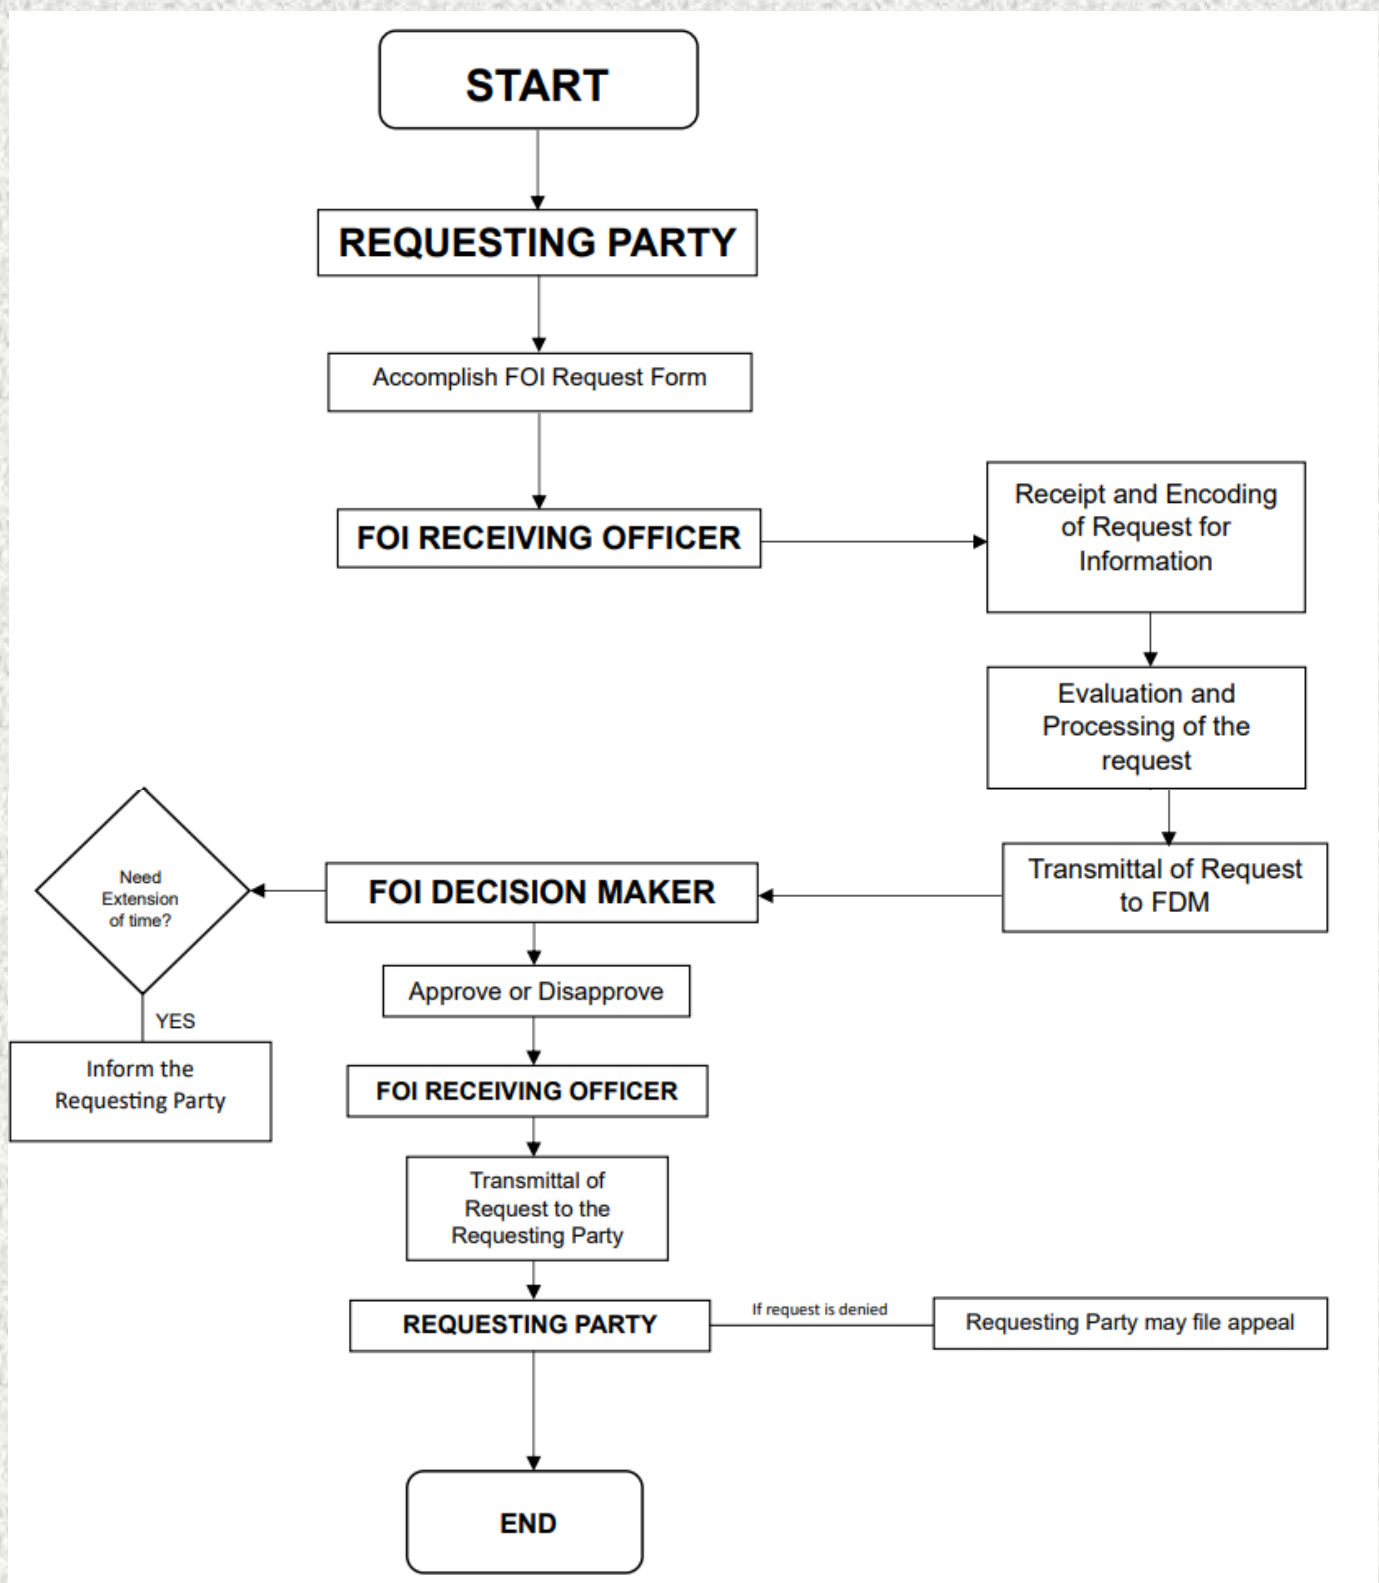 START
REQUESTING PARTY
Accomplish FOI Request Form
FOI RECEIVING OFFICER
Receipt and Encoding
of Request for
Information
Evaluation and
Processing of the
request
Transmittal of Request
to FDM
FOI DECISION MAKER
Need
Extension
of time?
YES
Inform the
Requesting Party
Approve or Disapprove
FOI RECEIVING OFFICER
Transmittal of
Request to the
Requesting Party
REQUESTING PARTY
If request is denied
Requesting Party may file appeal
END